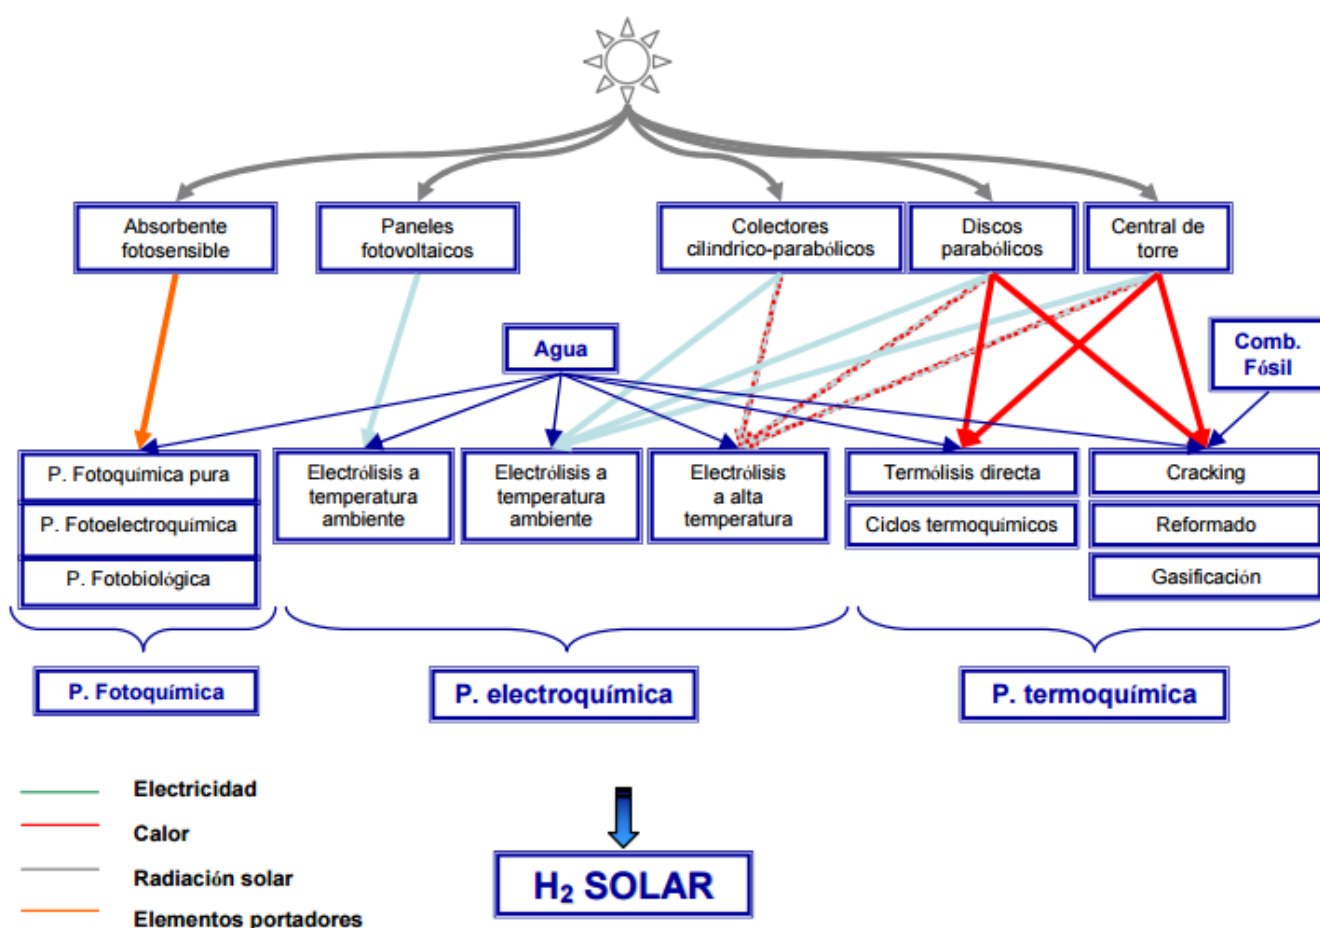 Absorbente
fotosensible
Paneles
fotovoltaicos
Colectores
cilíndrico-parabólicos
Discos
parabólicos
Central de
torre
Agua
Comb.
Fósil
P. Fotoquímica pura
P. Fotoelectroquímica
P. Fotobiológica
Electrólisis a
temperatura
ambiente
Electrólisis a
temperatura
ambiente
Electrólisis
a alta
temperatura
Termólisis directa
Ciclos termoquímicos
Cracking
Reformado
Gasificación
P. Fotoquímica
P. electroquímica
P. termoquímica
Electricidad
Calor
Radiación solar
Elementos portadores
H₂ SOLAR